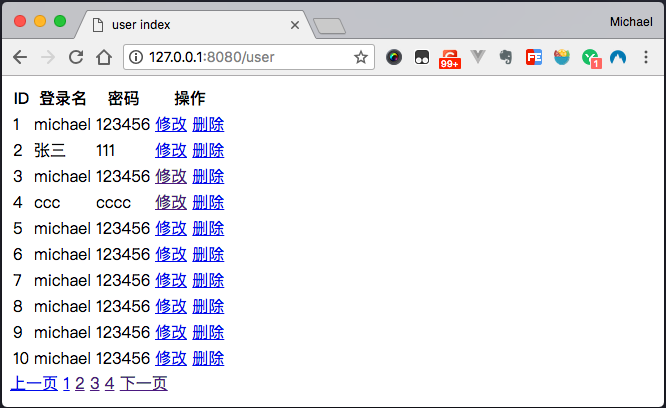 user index
Michael
127.0.0.1:8080/user
99+
1
ID 登录名 密码 操作
1 michael 123456 修改 删除
2 张三 111 修改 删除
3 michael 123456 修改 删除
4 ccc cccc 修改 删除
5 michael 123456 修改 删除
6 michael 123456 修改 删除
7 michael 123456 修改 删除
8 michael 123456 修改 删除
9 michael 123456 修改 删除
10 michael 123456 修改 删除
上一页 1 2 3 4 下一页